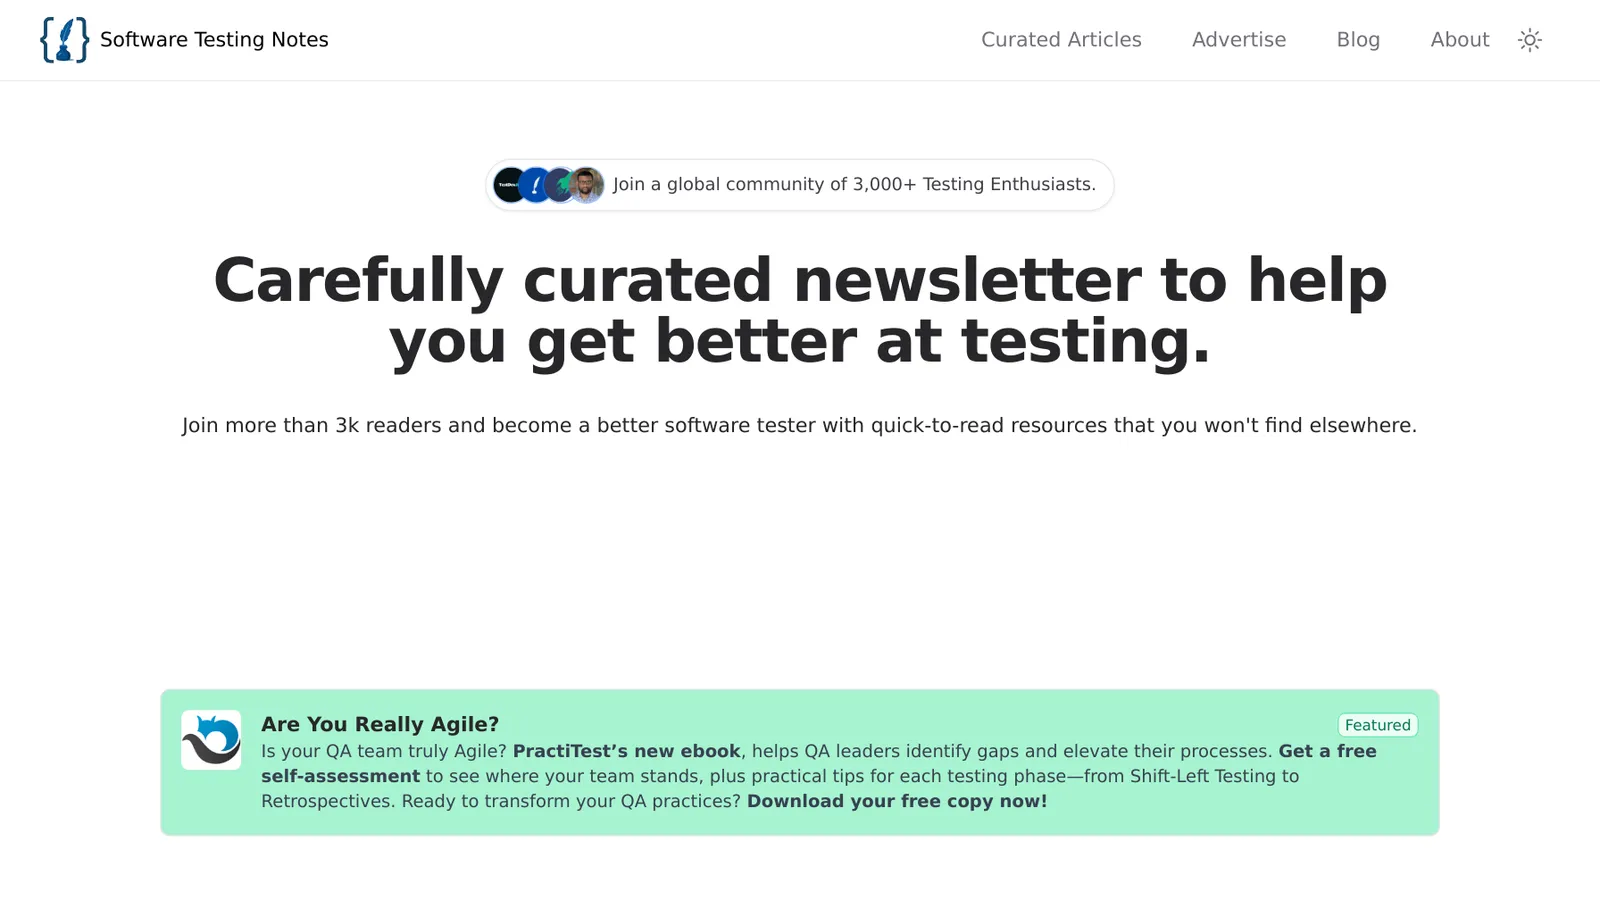 Software Testing Notes
Curated Articles
Advertise
Blog
About
Join a global community of 3,000+ Testing Enthusiasts.
Carefully curated newsletter to help
you get better at testing.
Join more than 3k readers and become a better software tester with quick-to-read resources that you won't find elsewhere.
Are You Really Agile?
Featured
Is your QA team truly Agile? PractiTest’s new ebook, helps QA leaders identify gaps and elevate their processes. Get a free
self-assessment to see where your team stands, plus practical tips for each testing phase—from Shift-Left Testing to
Retrospectives. Ready to transform your QA practices? Download your free copy now!